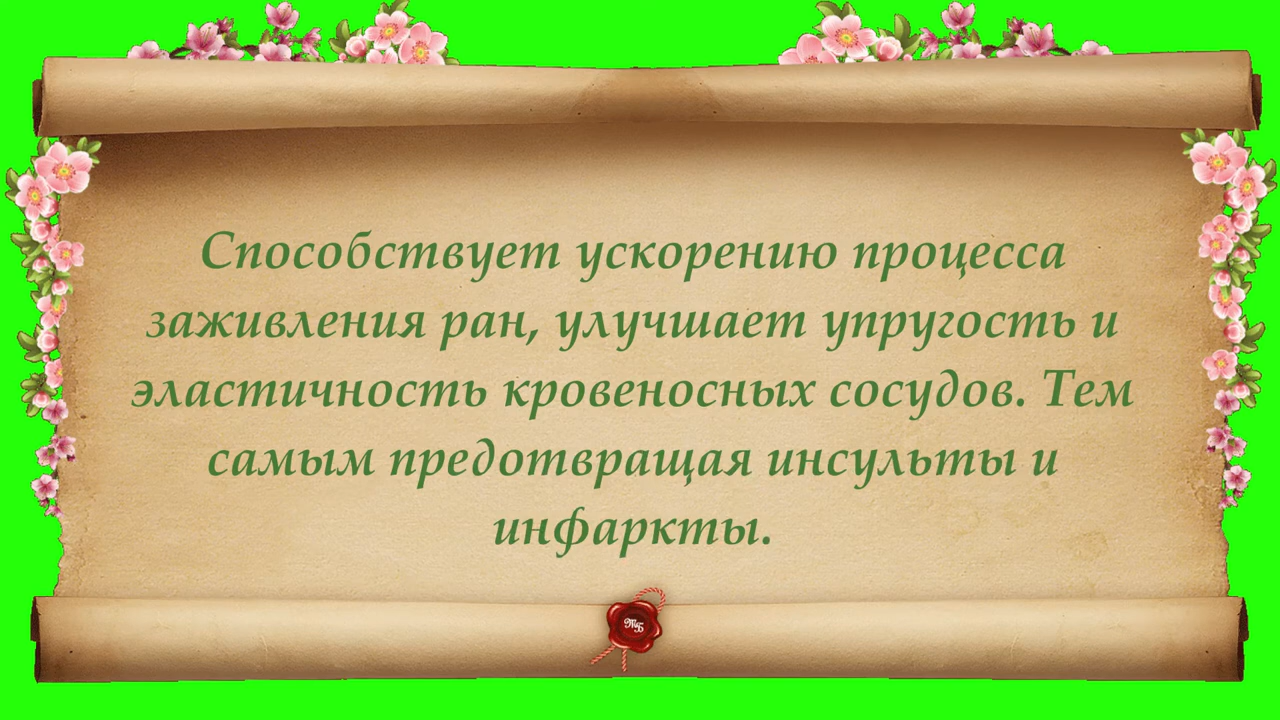 Способствует ускорению процесса
заживления ран, улучшает упругость и
эластичность кровеносных сосудов. Тем
самым предотвращая инсульты и
инфаркты.